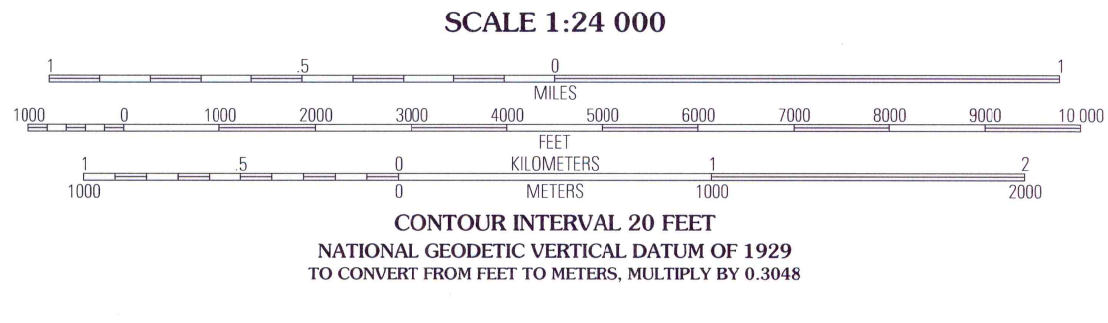 SCALE 1:24 000
1 .5 0 1
MILES
1000 0 1000 2000 3000 4000 5000 6000 7000 8000 9000 10 000
FEET
1 .5 0 KILOMETERS 1 2
1000 0 METERS 1000 2000
CONTOUR INTERVAL 20 FEET
NATIONAL GEODETIC VERTICAL DATUM OF 1929
TO CONVERT FROM FEET TO METERS, MULTIPLY BY 0.3048